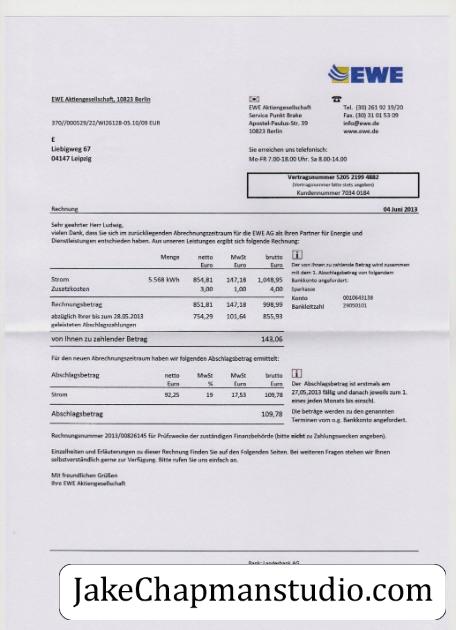 EWE
EWE Aktiengesellschaft, 10823 Berlin
EWE Aktiengesellschaft
Service Punkt Brake
Apostel-Paulus-Str. 39
10823 Berlin
Tel. (30) 261 92 19/20
Fax. (30) 31 01 53 09
info@ewe.de
www.ewe.de
370//000529/22/WI26128-05.10/09 EUR
E
Liebigweg 67
04147 Leipzig
Sie erreichen uns telefonisch:
Mo-FR 7.00-18.00 Uhr. Sa 8.00-14.00
Vertragsnummer 5205 2199 4882
(Vertragsnummer bitte stets angeben)
Kundennummer 7034 0184
Rechnung
04 Juni 2013
Sehr geehrter Herr Ludwig,
vielen Dank, dass Sie sich im zurückliegenden Abrechnungszeitraum für die EWE AG als Ihren Partner für Energie und
Dienstleistungen entschieden haben. Aus unseren Leistungen ergibt sich folgende Rechnung:
Menge netto MwSt brutto
Euro Euro Euro
Strom 5.568 kWh 854,81 147,18 1,048,95
Zusatzkosten 3,00 1,00 4,00
Rechnungsbetrag 851,81 147,18 998,99
abzüglich Ihrer bis zum 28.05.2013 754,29 101,64 855,93
geleisteten Abschlagszahlungen
von Ihnen zu zahlender Betrag 143,06
i
Der von Ihnen zu zahlende Betrag wird zusammen
mit dem 1. Abschlagsbetrag von folgendem
Bankkonto angefordert:
Sparkasse
Konto 0010643138
Bankleitzahl 29050101
Für den neuen Abrechnungszeitraum haben wir folgenden Abschlagsbetrag ermittelt:
Abschlagsbetrag netto MwSt MwSt brutto
Euro % Euro Euro
Strom 92,25 19 17,53 109,78
Abschlagsbetrag 109,78
i
Der Abschlagsbetrag ist erstmals am
27,05,2013 fällig und danach jeweils zum 1.
eines jeden Monats bis einschl.
Die beträge werden zu den genannten
Terminen vom o.g. Bankkonto angefordert.
Rechnungsnummer 2013/00826145 für Prüfzwecke der zuständigen Finanzbehörde (bitte nicht zu Zahlungszwecken angeben).
Einzelheiten und Erläuterungen zu dieser Rechnung Finden Sie auf den Folgenden Seiten. Bei weiteren Fragen stehen wir Ihnen
selbstverständlich gerne zur Verfügung. Bitte rufen Sie uns einfach an.
Mit freundlichen Grüßen
Ihre EWE Aktiengesellschaft
JakeChapmanstudio.com